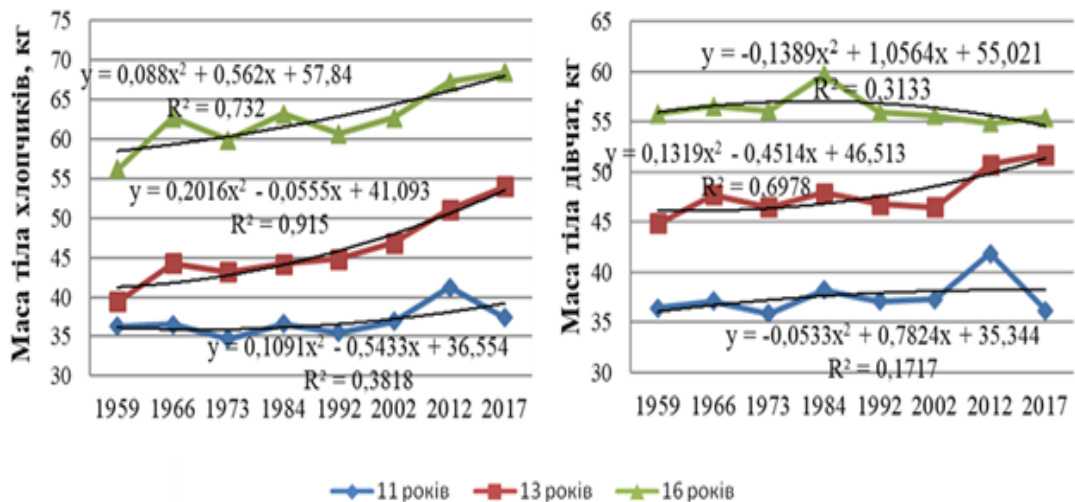 Маса тіла хлопчиків, кг
75
70
65
60
55
50
45
40
35
30
y = 0,088x² + 0,562x + 57,84
R² = 0,732
y = 0,2016x² - 0,0555x + 41,093
R² = 0,915
y = 0,1091x² - 0,5433x + 36,554
R² = 0,3818
1959 1966 1973 1984 1992 2002 2012 2017
Маса тіла дівчат, кг
65
60
55
50
45
40
35
30
y = -0,1389x² + 1,0564x + 55,021
R² = 0,3133
y = 0,1319x² - 0,4514x + 46,513
R² = 0,6978
y = -0,0533x² + 0,7824x + 35,344
R² = 0,1717
1959 1966 1973 1984 1992 2002 2012 2017
11 років 13 років 16 років